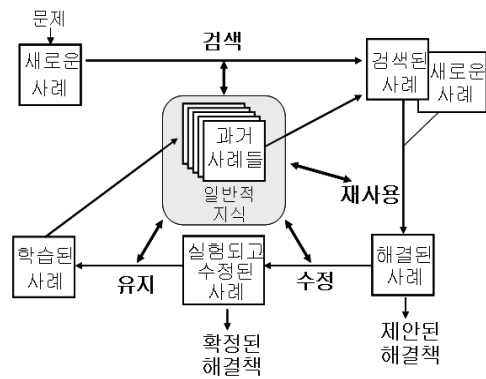 문제
새로운
사례
검색
검색된
사례
새로운
사례
과거
사례들
일반적
지식
재사용
학습된
사례
유지
실험되고
수정된
사례
수정
해결된
사례
확정된
해결책
제안된
해결책